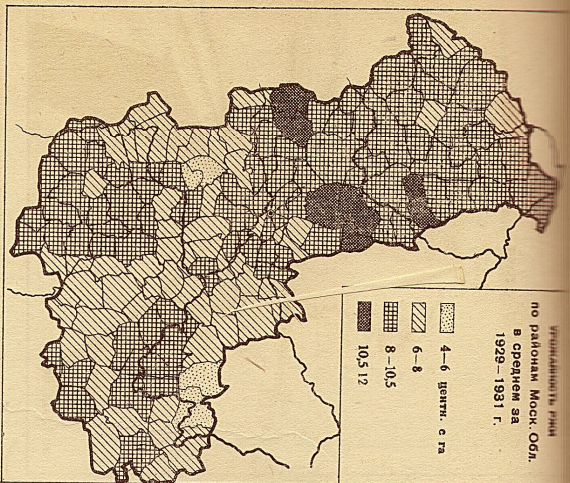 УРОЖАЙНОСТЬ РЖИ
по районам Моск. Обл.
в среднем за
1929–1931 г.
4–6 центн. с га
6–8
8–10,5
10,5 12